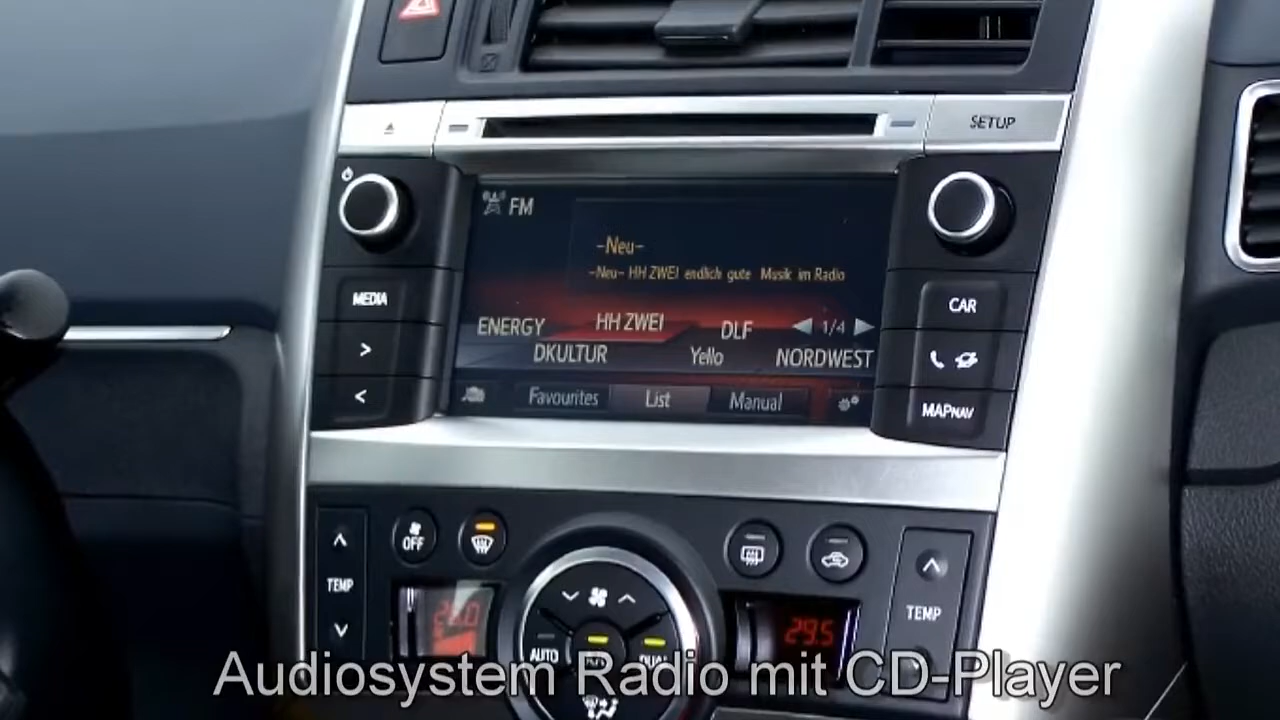 SETUP
FM
-Neu-
-Neu- HH ZWEI endlich gute Musik im Radio
MEDIA
CAR
ENERGY HH ZWEI DLF 1/4
DKULTUR Yello NORDWEST
>
<
MAPNAV
Favourites List Manual
OFF
TEMP
TEMP
29.5
AUTO
Audiosystem Radio mit CD-Player